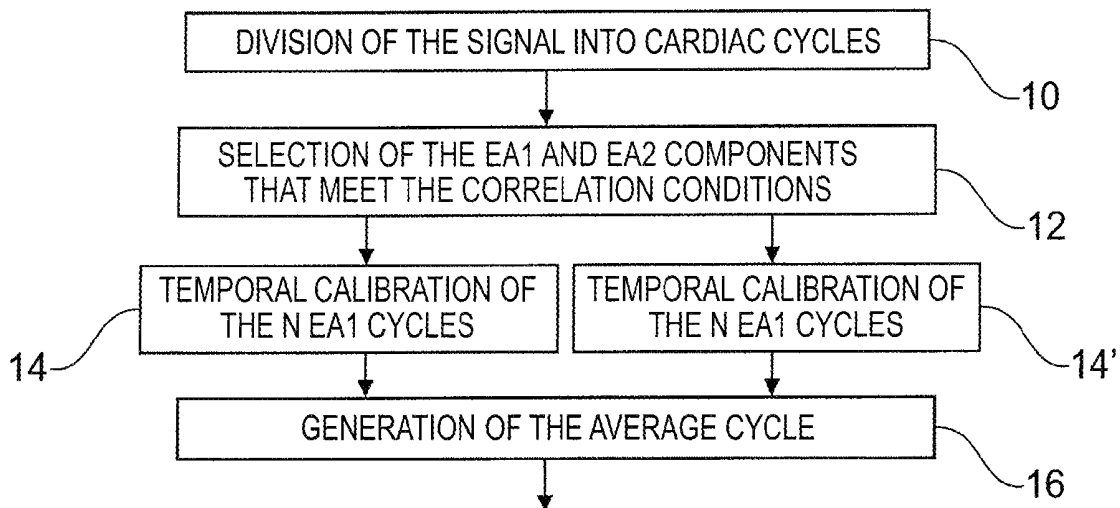 DIVISION OF THE SIGNAL INTO CARDIAC CYCLES
10
SELECTION OF THE EA1 AND EA2 COMPONENTS
THAT MEET THE CORRELATION CONDITIONS
12
TEMPORAL CALIBRATION OF
THE N EA1 CYCLES
14
TEMPORAL CALIBRATION OF
THE N EA1 CYCLES
14'
GENERATION OF THE AVERAGE CYCLE
16